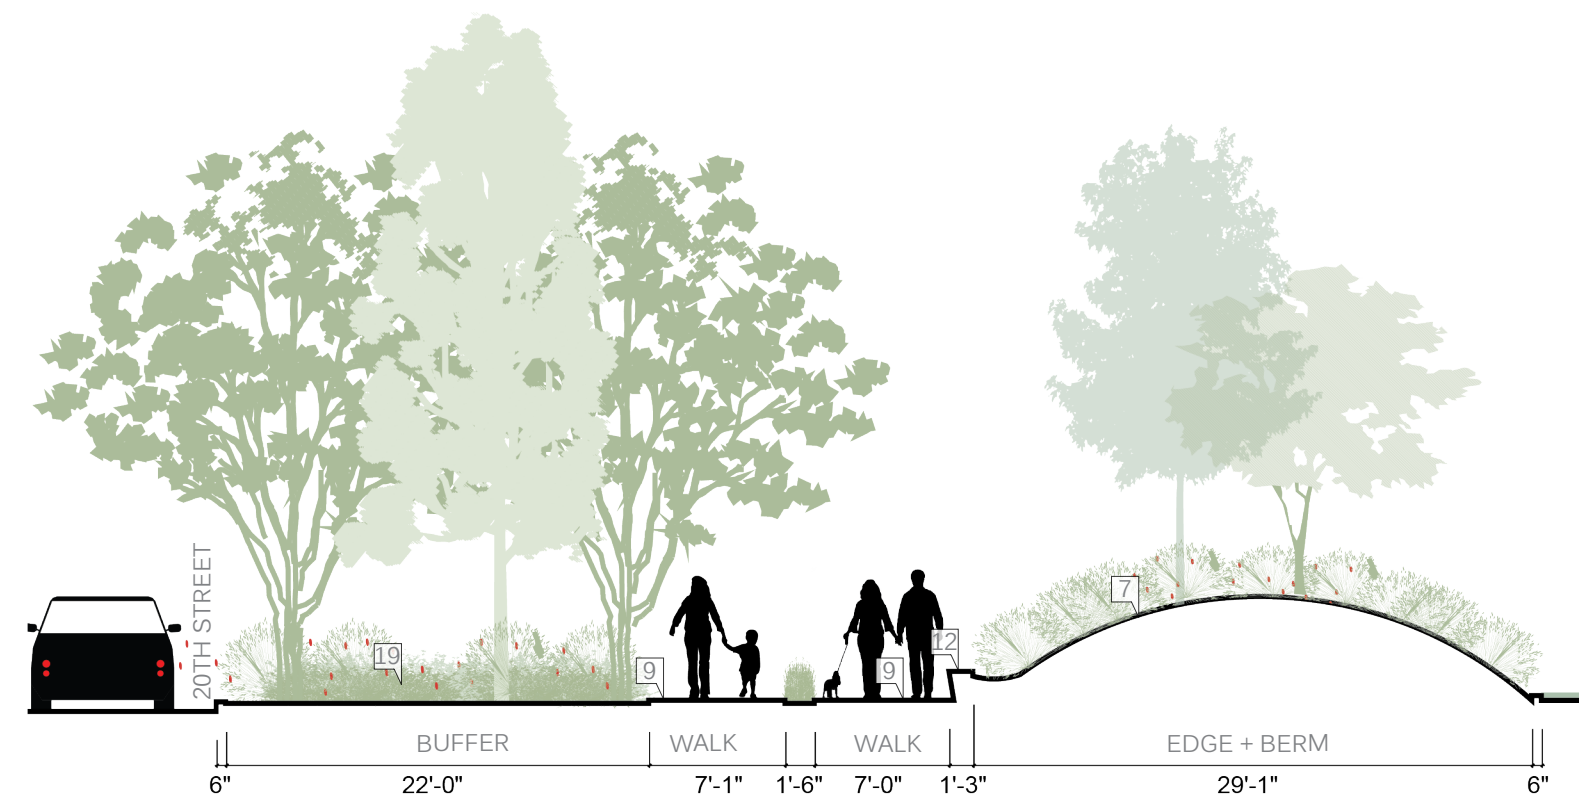 7
19
9
9
12
20TH STREET
BUFFER
WALK
WALK
EDGE + BERM
6"
22'-0"
7'-1"
1'-6"
7'-0"
1'-3"
29'-1"
6"